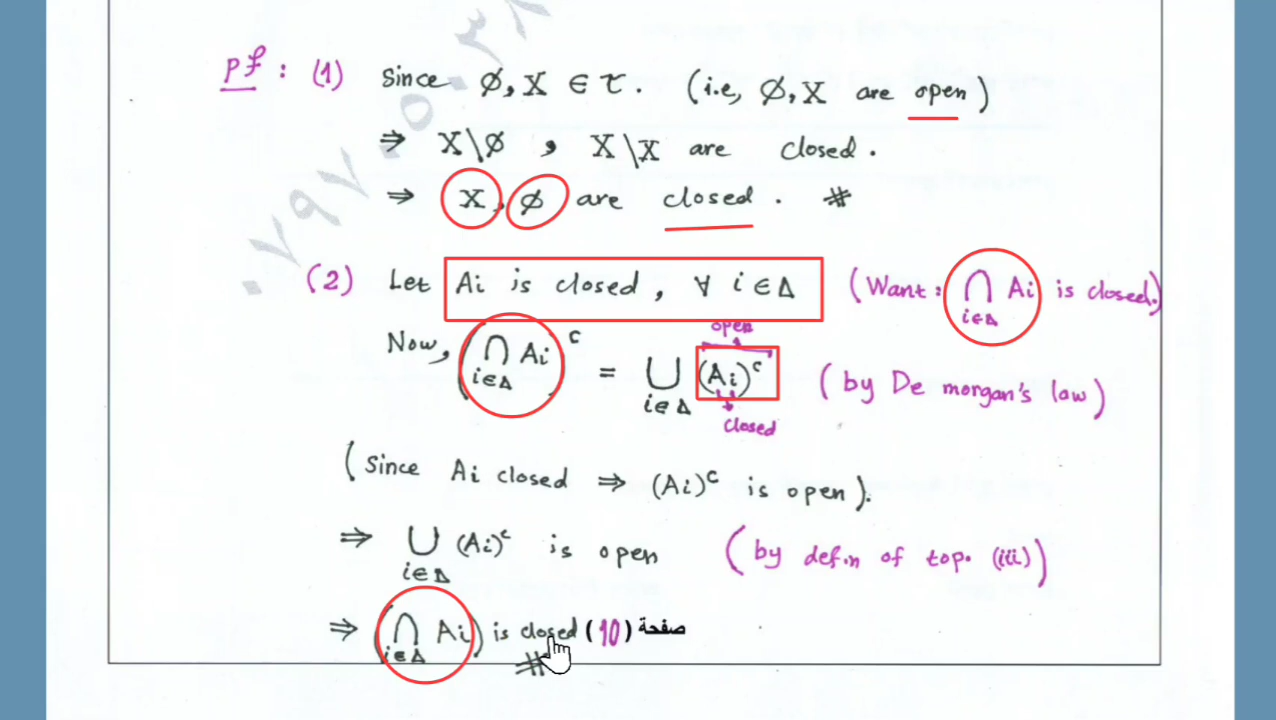 pf : (1) Since ∅, X ∈ τ. (i.e, ∅, X are open)
⇒ X\∅ , X\X are closed.
⇒ X, ∅ are closed. #
(2) Let Ai is closed, ∀ i∈Δ (Want: ⋂ i∈Δ Ai is closed.)
open
Now, (⋂ i∈Δ Ai)ᶜ = ⋃ i∈Δ (Ai)ᶜ (by De morgan's law)
closed
(Since Ai closed ⇒ (Ai)ᶜ is open).
⇒ ⋃ i∈Δ (Ai)ᶜ is open (by def.n of top. (iii))
⇒ (⋂ i∈Δ Ai) is closed صفحة (10)
#